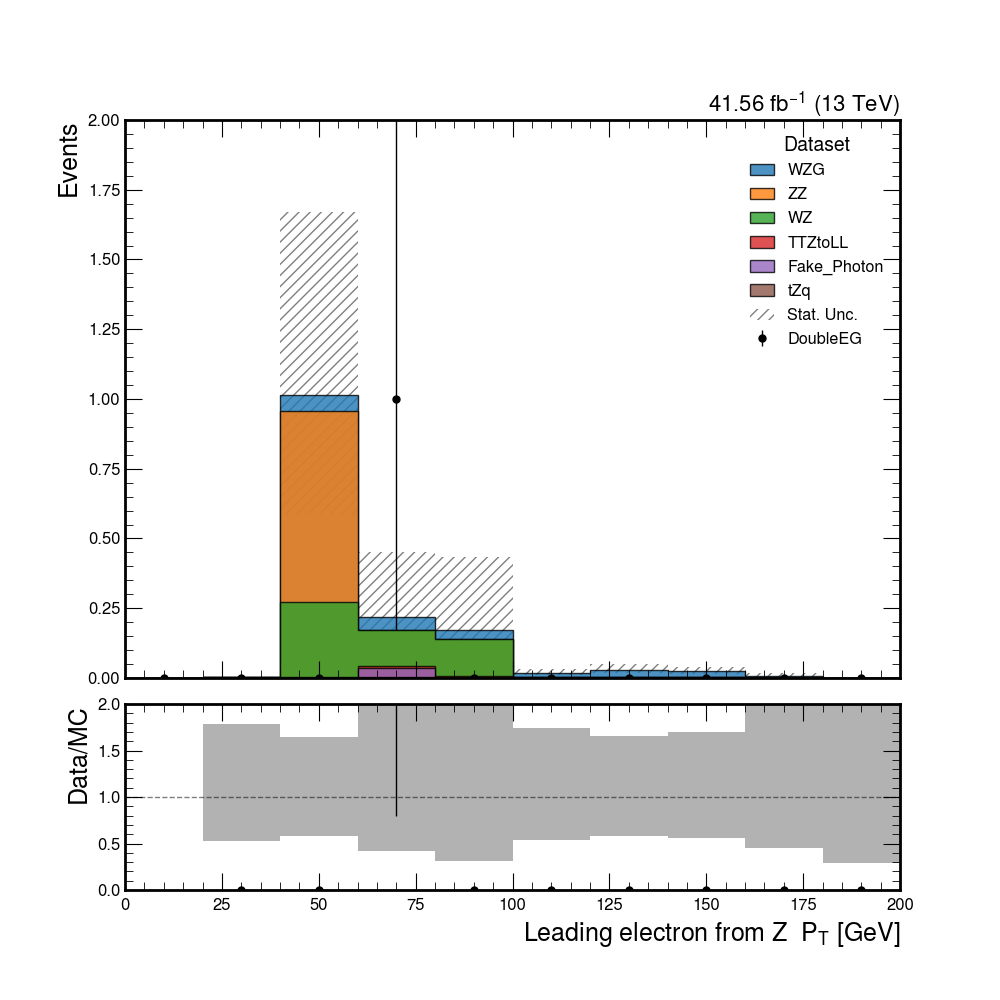 41.56 fb⁻¹ (13 TeV)
Events
2.00
1.75
1.50
1.25
1.00
0.75
0.50
0.25
0.00
Dataset
WZG
ZZ
WZ
TTZtoLL
Fake_Photon
tZq
Stat. Unc.
DoubleEG
Data/MC
2.0
1.5
1.0
0.5
0.0
0 25 50 75 100 125 150 175 200
Leading electron from Z P_T [GeV]